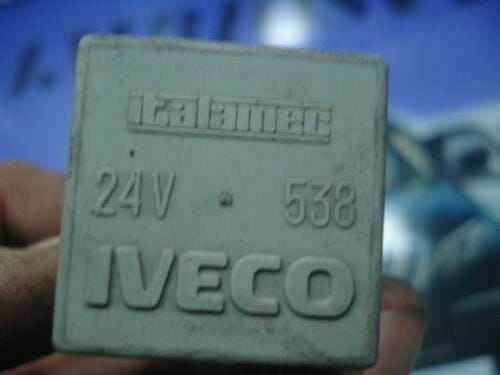 italamec
24V · 538
IVECO